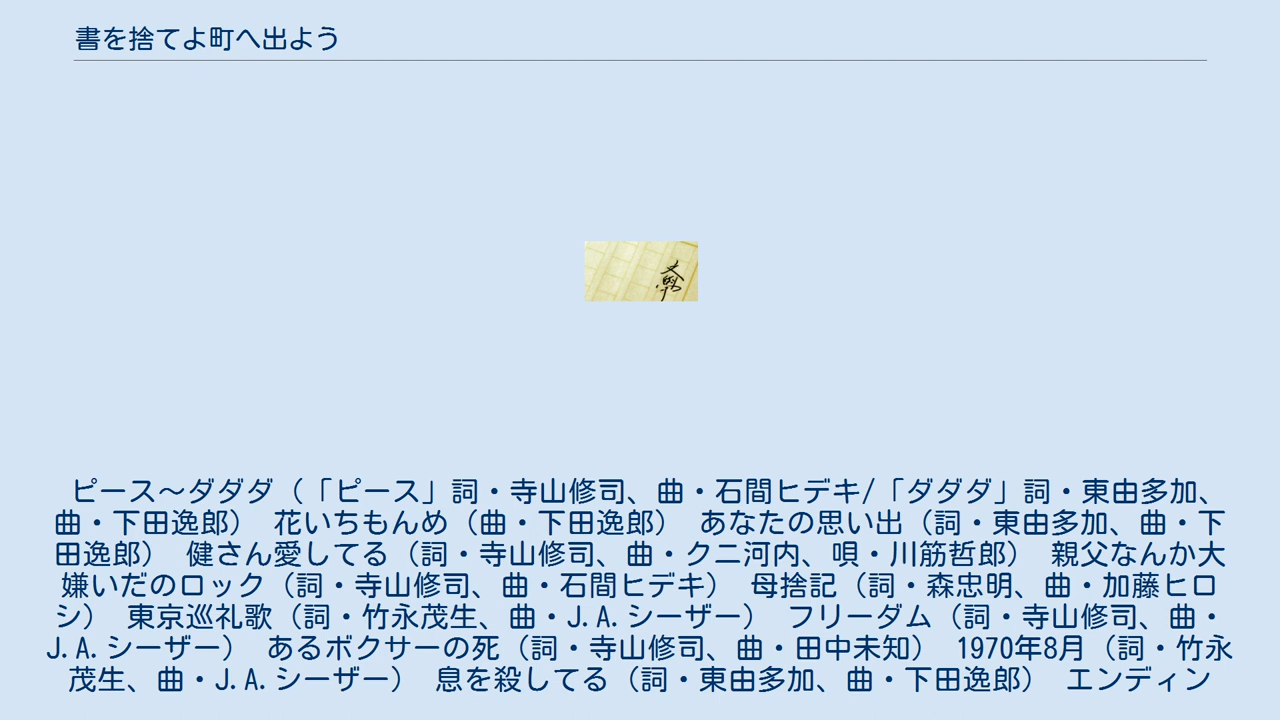 書を捨てよ町へ出よう
ピース〜ダダダ（「ピース」詞・寺山修司、曲・石間ヒデキ/「ダダダ」詞・東由多加、
曲・下田逸郎）　花いちもんめ（曲・下田逸郎）　あなたの思い出（詞・東由多加、曲・下
田逸郎）　健さん愛してる（詞・寺山修司、曲・クニ河内、唄・川筋哲郎）　親父なんか大
嫌いだのロック（詞・寺山修司、曲・石間ヒデキ）　母捨記（詞・森忠明、曲・加藤ヒロ
シ）　東京巡礼歌（詞・竹永茂生、曲・J.A.シーザー）　フリーダム（詞・寺山修司、曲・
J.A.シーザー）　あるボクサーの死（詞・寺山修司、曲・田中未知）　1970年8月（詞・竹永
茂生、曲・J.A.シーザー）　息を殺してる（詞・東由多加、曲・下田逸郎）　エンディン